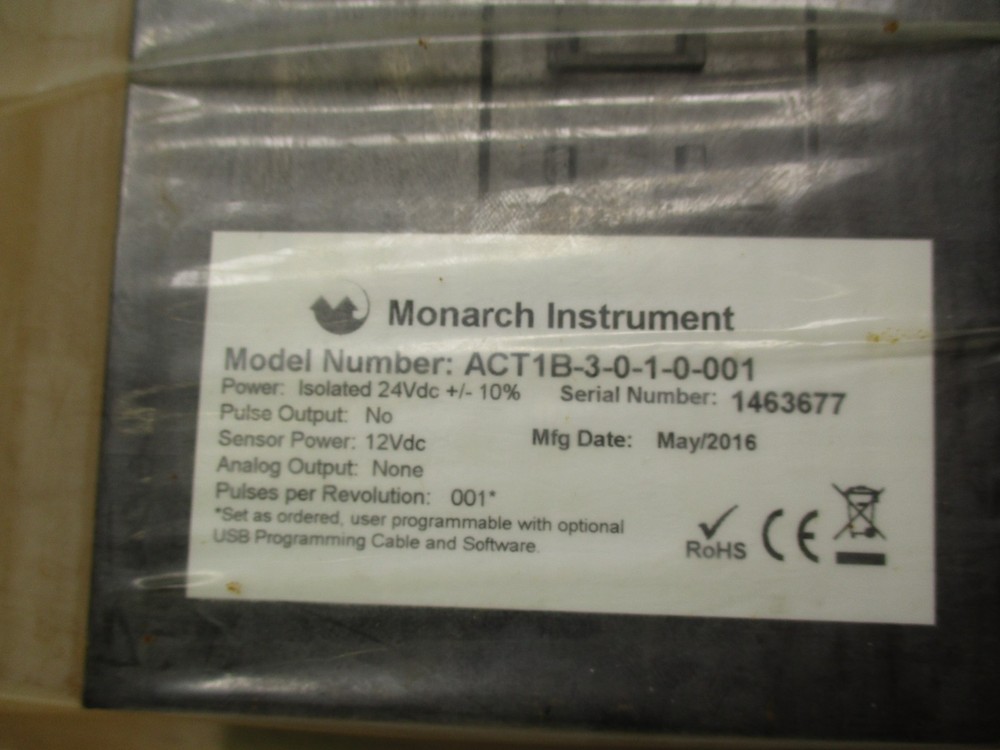 Monarch Instrument
Model Number: ACT1B-3-0-1-0-001
Power: Isolated 24Vdc +/- 10% Serial Number: 1463677
Pulse Output: No
Sensor Power: 12Vdc Mfg Date: May/2016
Analog Output: None
Pulses per Revolution: 001*
*Set as ordered, user programmable with optional
USB Programming Cable and Software.
RoHS CE